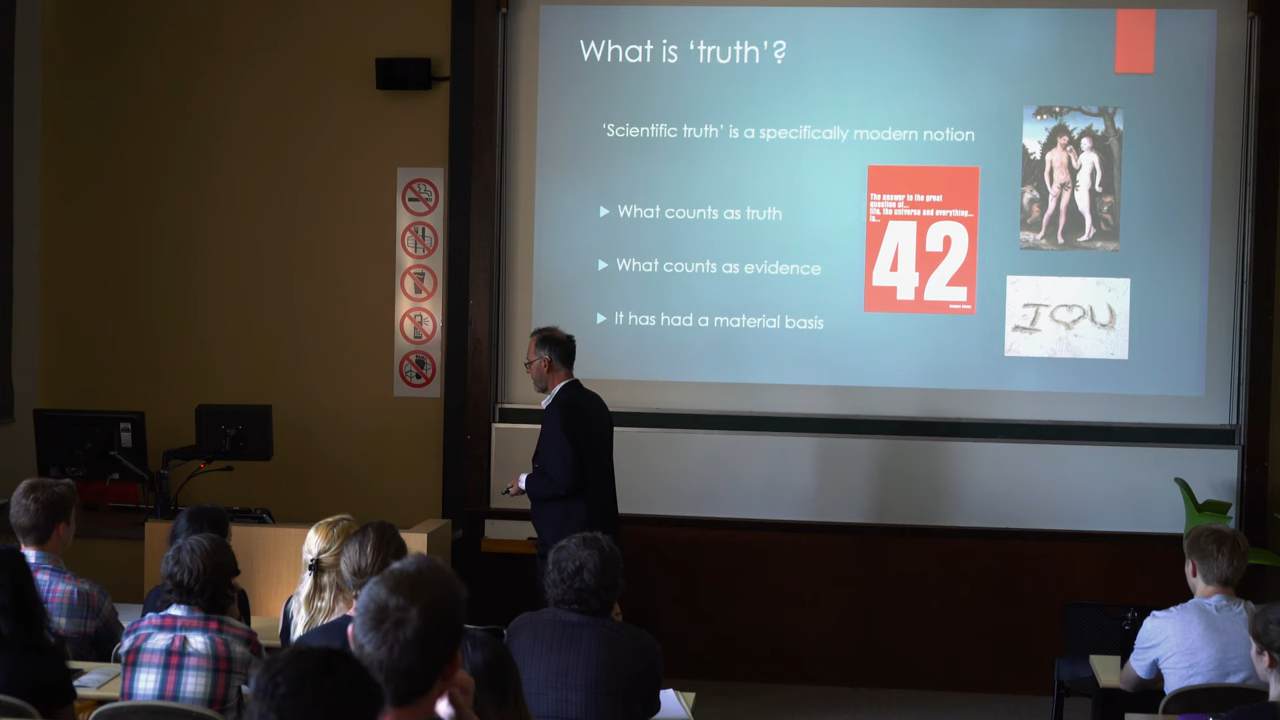 What is ‘truth’?
‘Scientific truth’ is a specifically modern notion
What counts as truth
What counts as evidence
It has had a material basis
The answer to the great
question of...
life, the universe and everything...
is...
42
I U